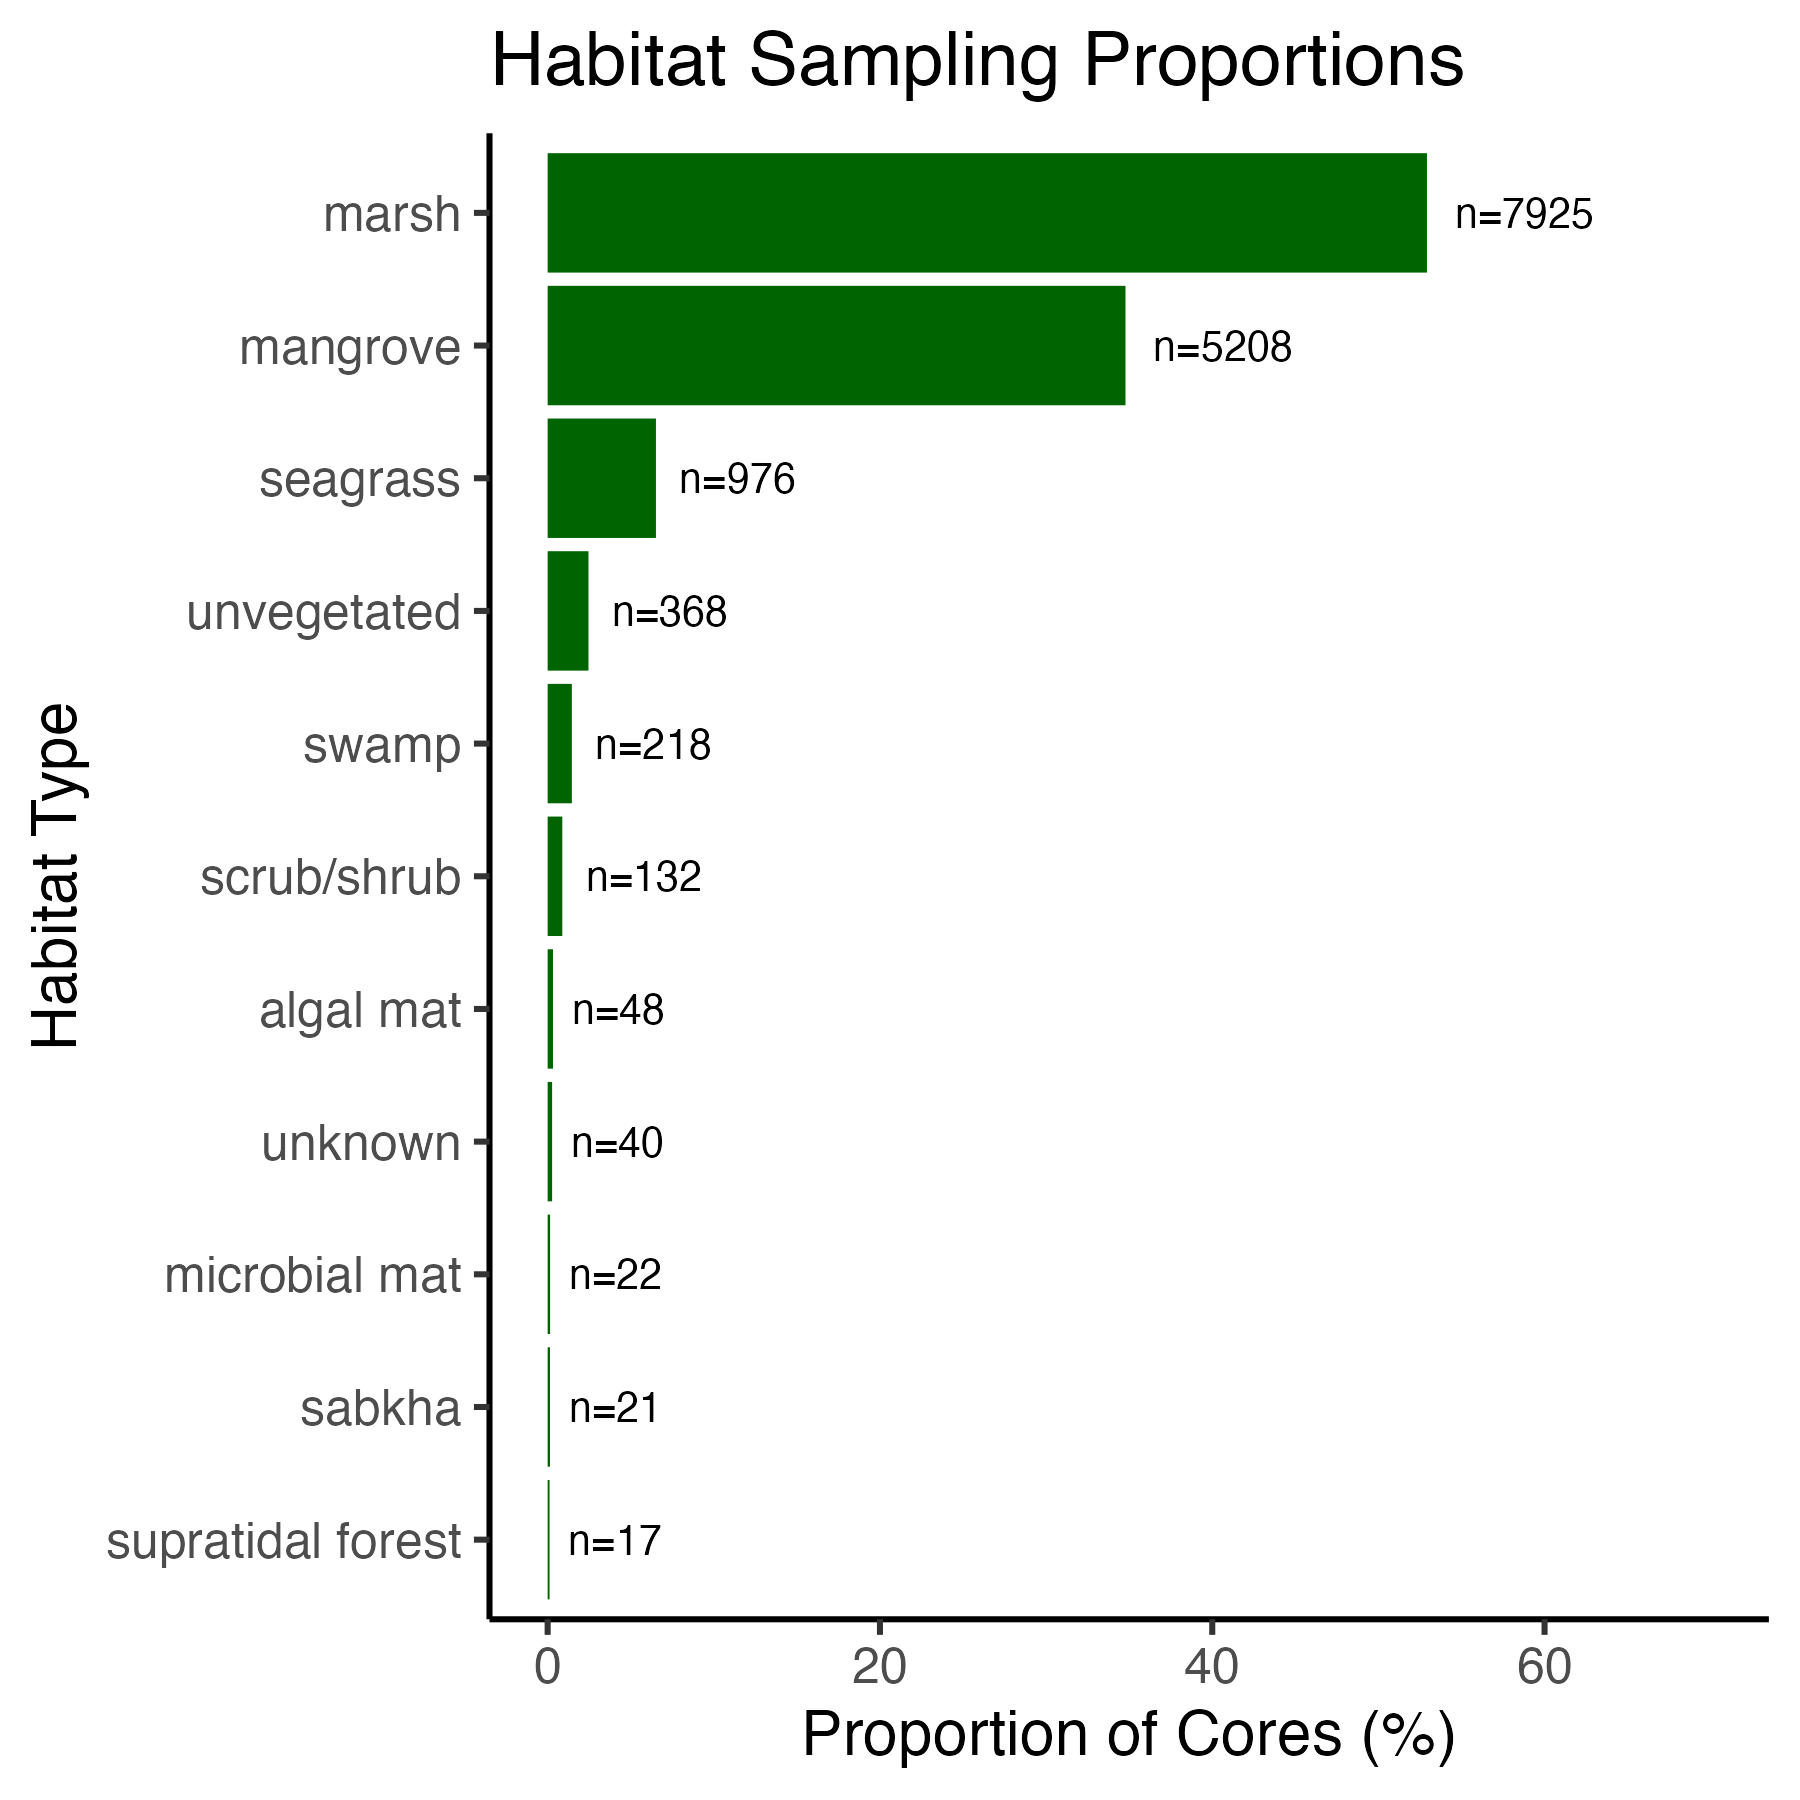 Habitat Sampling Proportions
Habitat Type
marsh n=7925
mangrove n=5208
seagrass n=976
unvegetated n=368
swamp n=218
scrub/shrub n=132
algal mat n=48
unknown n=40
microbial mat n=22
sabkha n=21
supratidal forest n=17
0 20 40 60
Proportion of Cores (%)